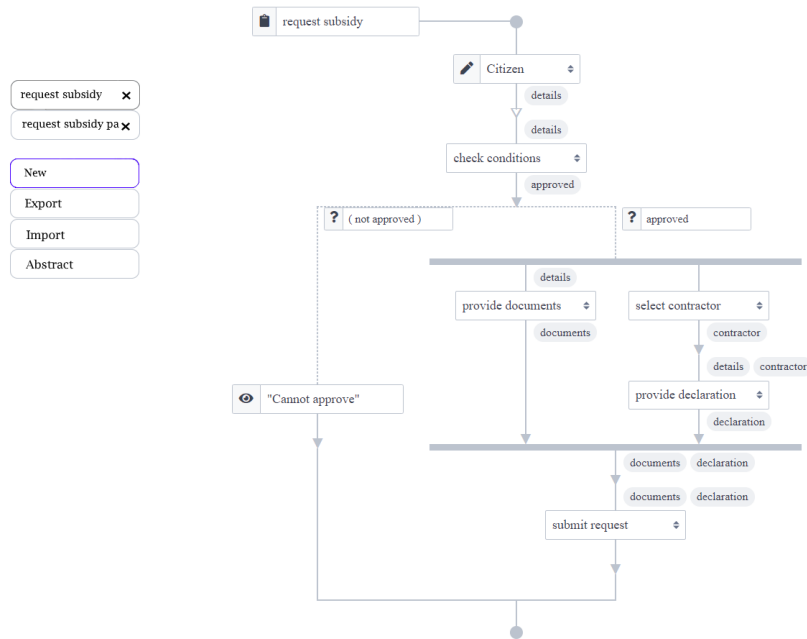 request subsidy
Citizen
request subsidy
details
request subsidy pa
details
check conditions
New
approved
Export
? ( not approved )
? approved
Import
Abstract
details
provide documents
select contractor
documents
contractor
details contractor
"Cannot approve"
provide declaration
declaration
documents declaration
documents declaration
submit request